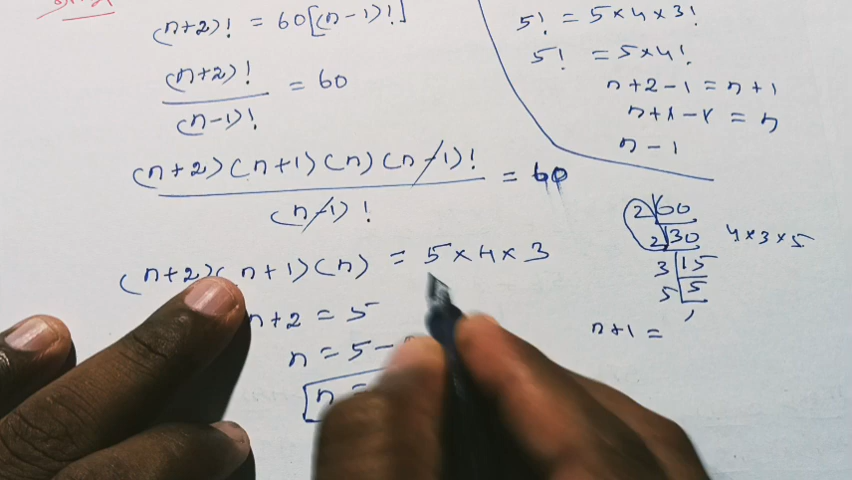 (n+2)! = 60[(n-1)!]
(n+2)!
(n-1)!
= 60
(n+2)(n+1)(n)(n-1)!
(n-1)!
= 60
(n+2)(n+1)(n) = 5×4×3
n+2 = 5
n = 5-
n =
5! = 5×4×3!
5! = 5×4!
n+2-1 = n+1
n+1-1 = n
n-1
2|60
2|30
3|15
5|5
1
4×3×5
n+1 =